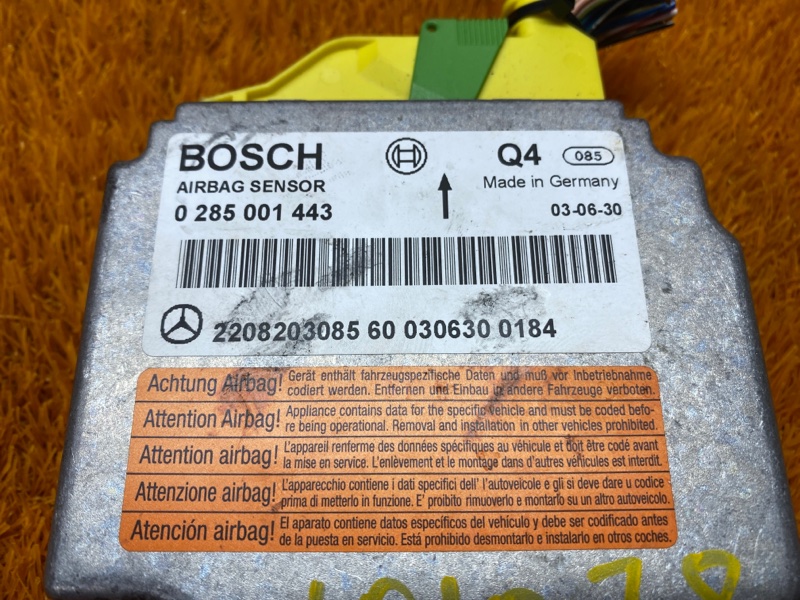 BOSCH Q4 085
AIRBAG SENSOR Made in Germany
0 285 001 443 03-06-30
2208203085 60 030630 0184
Achtung Airbag! Gerät enthält fahrzeugspezifische Daten und muß vor Inbetriebnahme
codiert werden. Entfernen und Einbau in andere Fahrzeuge verboten.
Attention Airbag! Appliance contains data for the specific vehicle and must be coded befo-
re being operational. Removal and installation in other vehicles prohibited.
Attention airbag! L'appareil renferme des données spécifiques au véhicule et doit être codé avant
la mise en service. L'enlèvement et le montage dans d'autres véhicules est interdit.
Attenzione airbag! L'apparecchio contiene i dati specifici dell' l'autoveicolo e gli si deve dare u codice
prima di metterlo in funzione. E' proibito rimuoverlo e montarlo su un altro autoveicolo.
Atención airbag! El aparato contiene datos específicos del vehículo y debe ser codificado antes
de la puesta en servicio. Está prohibido desmontarlo e instalarlo en otros coches.